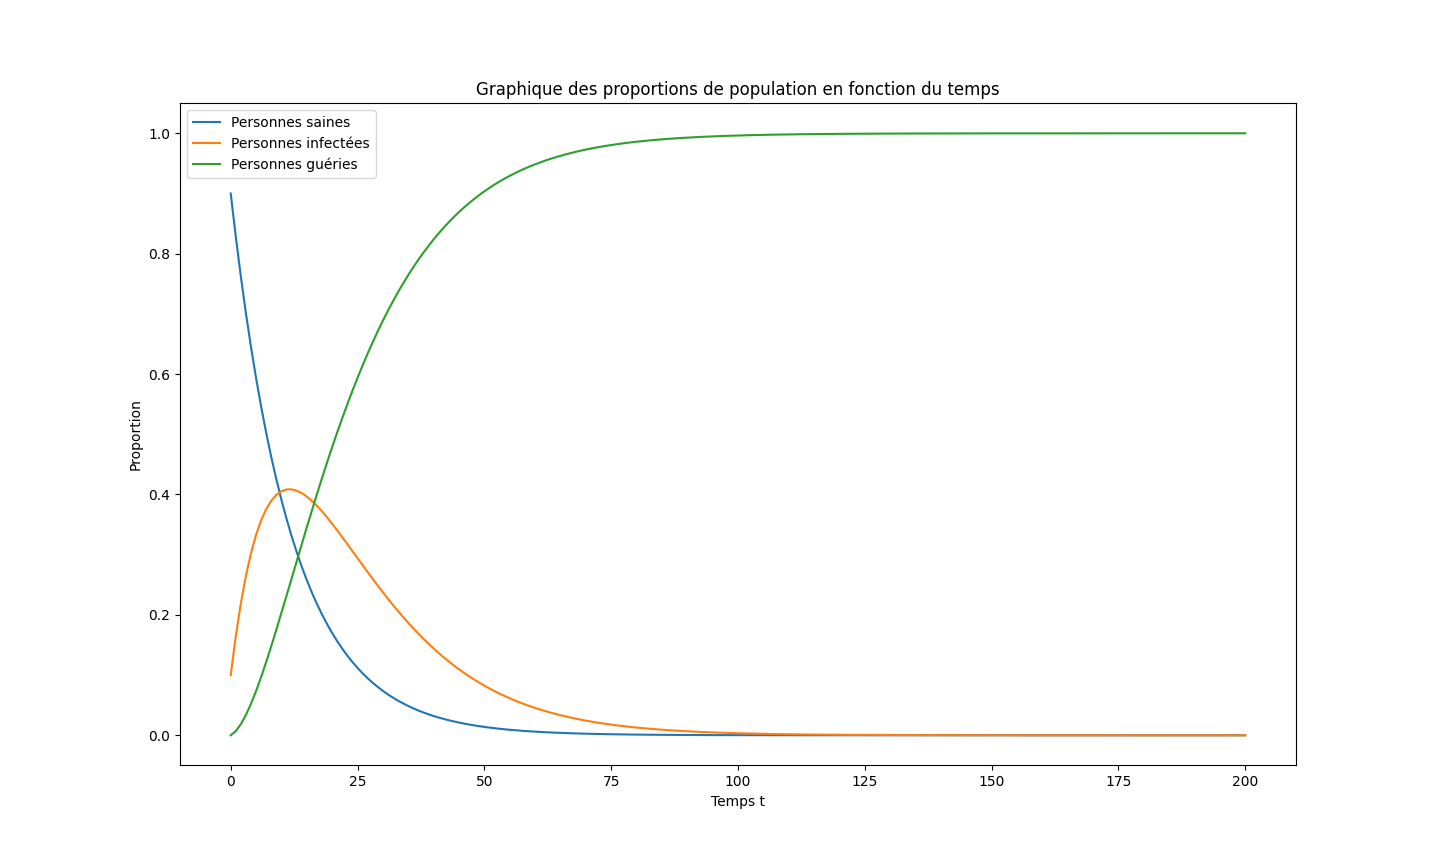 Graphique des proportions de population en fonction du temps
Personnes saines
Personnes infectées
Personnes guéries
1.0
0.8
0.6
0.4
0.2
0.0
Proportion
0 25 50 75 100 125 150 175 200
Temps t